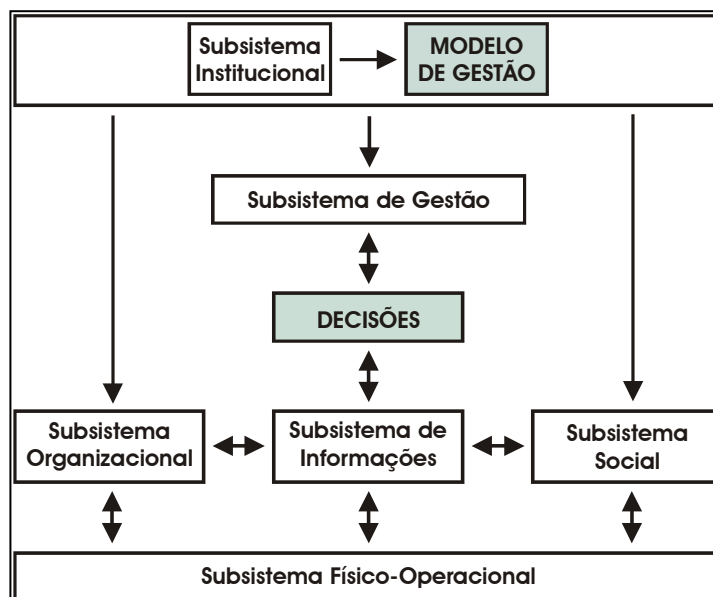 Subsistema
Institucional
MODELO
DE GESTÃO
Subsistema de Gestão
DECISÕES
Subsistema
Organizacional
Subsistema de
Informações
Subsistema
Social
Subsistema Físico-Operacional